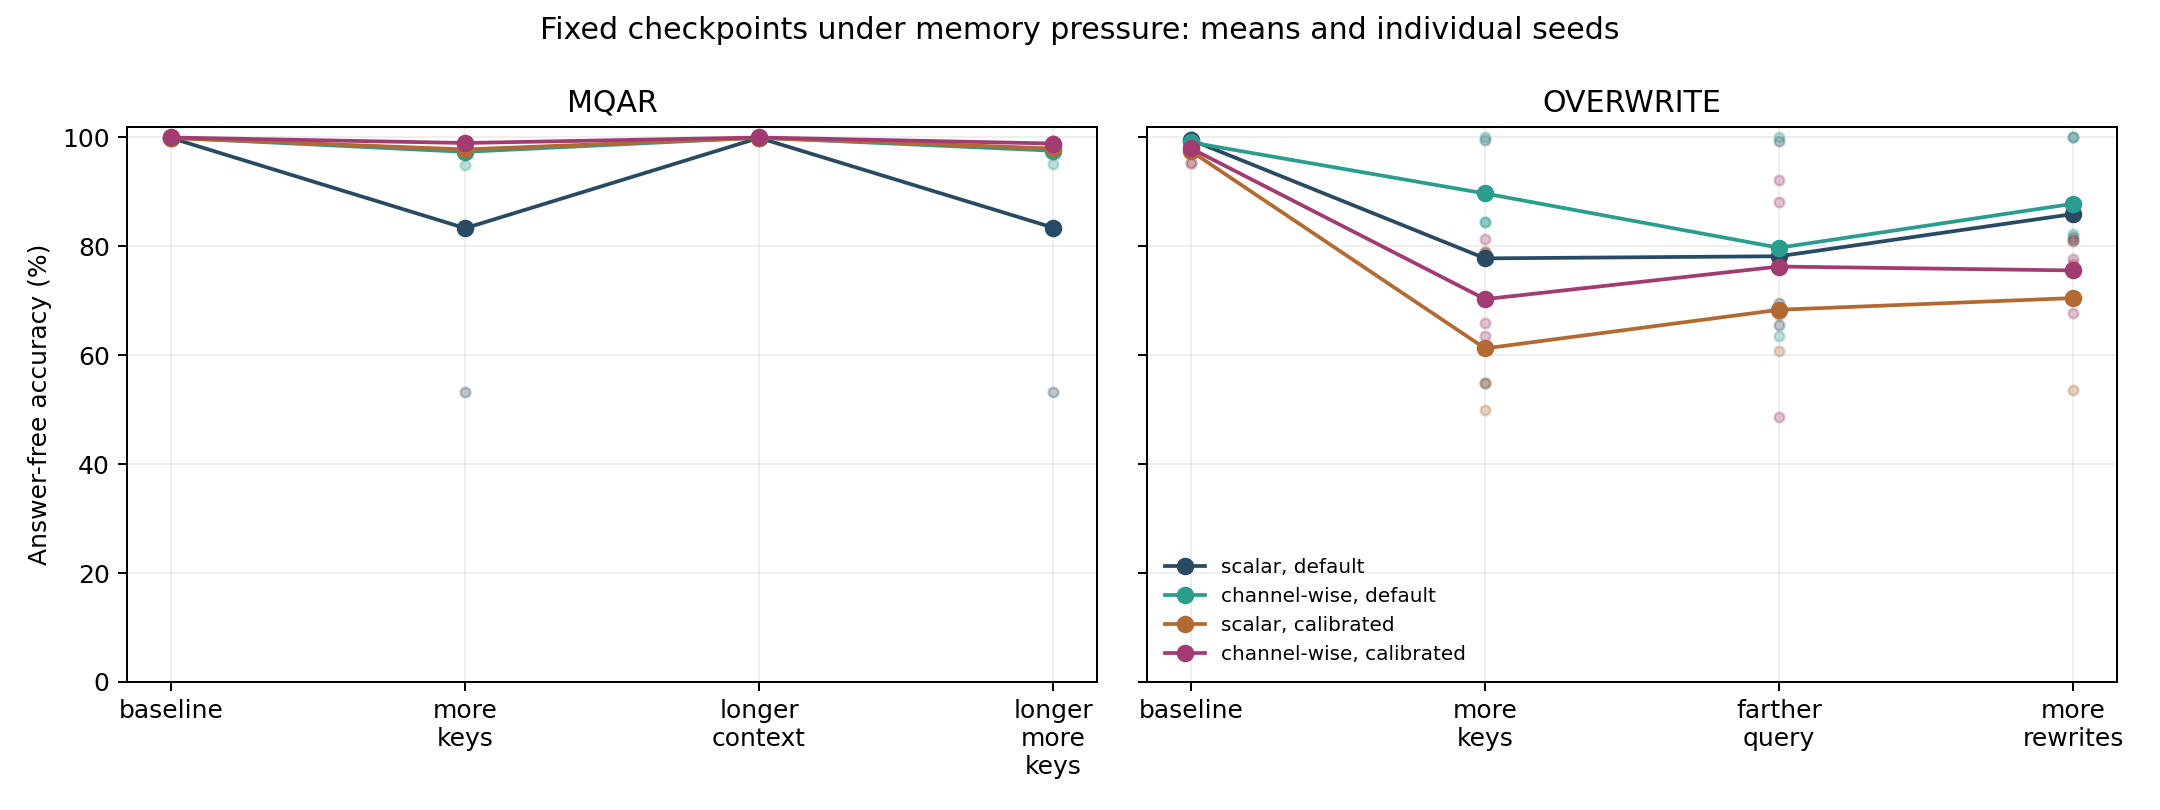 Fixed checkpoints under memory pressure: means and individual seeds
MQAR
Answer-free accuracy (%)
100
80
60
40
20
0
baseline
more
keys
longer
context
longer
more
keys
OVERWRITE
scalar, default
channel-wise, default
scalar, calibrated
channel-wise, calibrated
baseline
more
keys
farther
query
more
rewrites